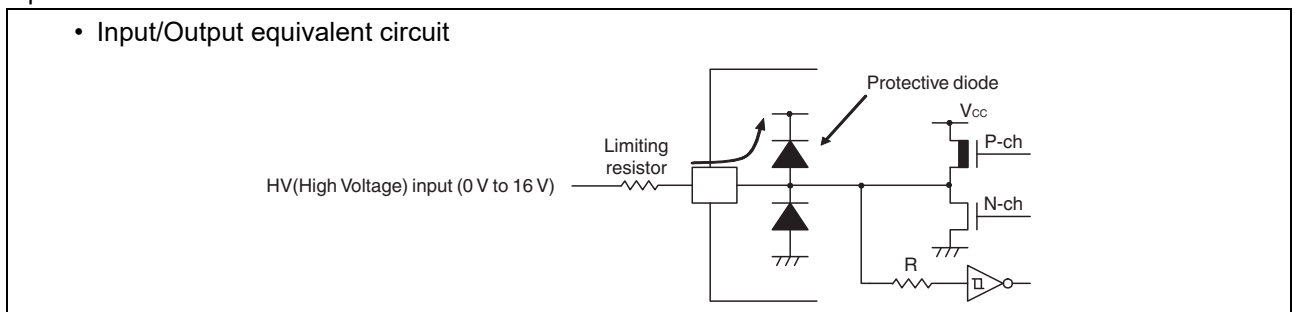 • Input/Output equivalent circuit
Protective diode
Vcc
P-ch
Limiting
resistor
HV(High Voltage) input (0 V to 16 V)
N-ch
R